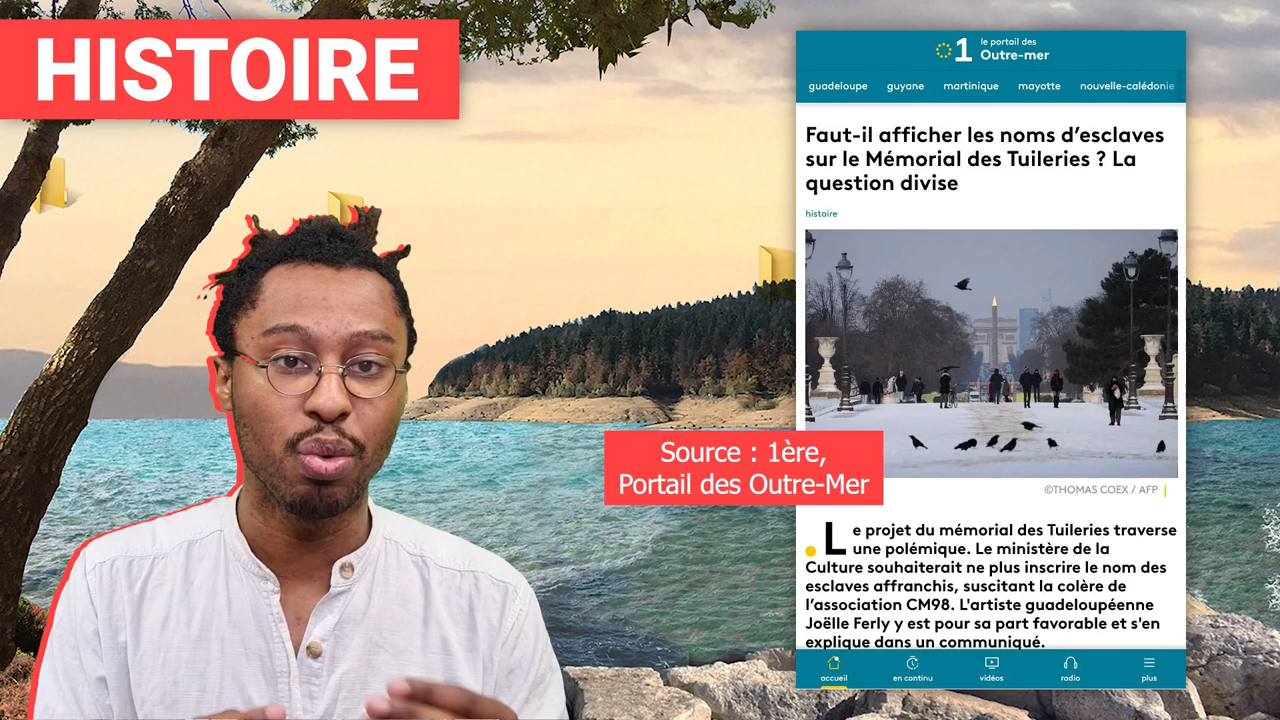 HISTOIRE
1 le portail des
Outre-mer
guadeloupe guyane martinique mayotte nouvelle-calédonie
Faut-il afficher les noms d’esclaves
sur le Mémorial des Tuileries ? La
question divise
histoire
Source : 1ère,
Portail des Outre-Mer
©THOMAS COEX / AFP
Le projet du mémorial des Tuileries traverse
une polémique. Le ministère de la
Culture souhaiterait ne plus inscrire le nom des
esclaves affranchis, suscitant la colère de
l’association CM98. L'artiste guadeloupéenne
Joëlle Ferly y est pour sa part favorable et s'en
explique dans un communiqué.
accueil en continu vidéos radio plus